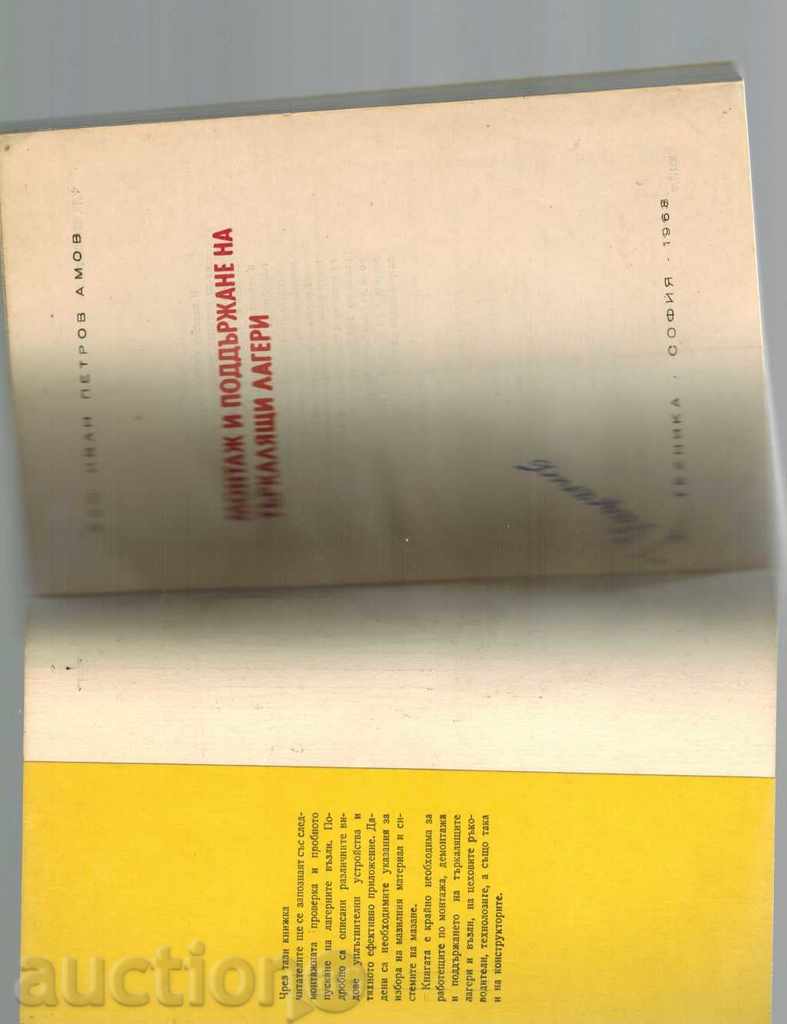 Чрез тази книжка
читателите ще се запознаят със след-
монтажната проверка и пробното
пускане на лагерните възли. По-
дробно са описани различните ви-
дове уплътнителни устройства и
тяхното ефективно приложение. Да-
дени са необходимите указания за
избора на мазилния материал и си-
стемите на мазане.
Книгата е крайно необходима за
работещите по монтажа, демонтажа
и поддържането на търкалящите
лагери и възли, на цеховите ръко-
водители, технолозите, а също така
и на конструкторите.
ИВАН ПЕТРОВ АМОВ
МОНТАЖ И ПОДДЪРЖАНЕ НА
ТЪРКАЛЯЩИ ЛАГЕРИ
ТЕХНИКА · СОФИЯ · 1968
auction